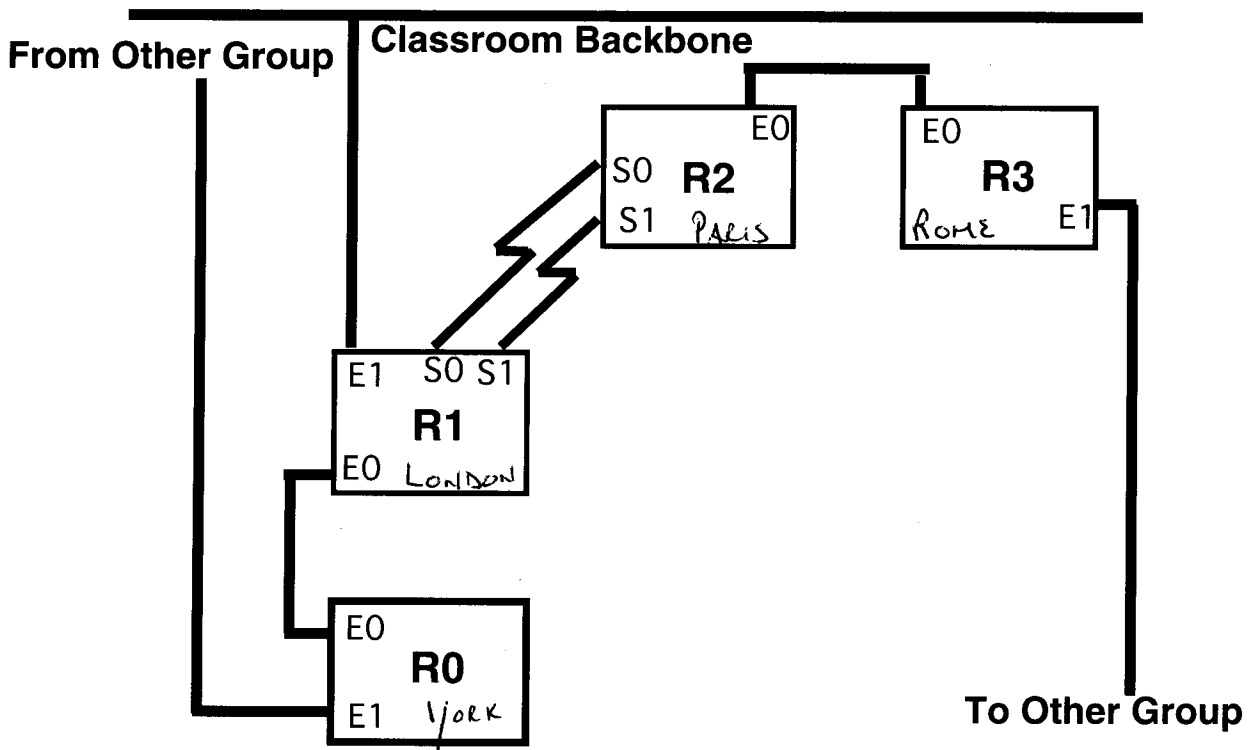 Classroom Backbone
From Other Group
E0
S0
R2
S1
PARIS
E0
R3
ROME
E1
E1
S0 S1
R1
E0
LONDON
E0
R0
E1
YORK
To Other Group